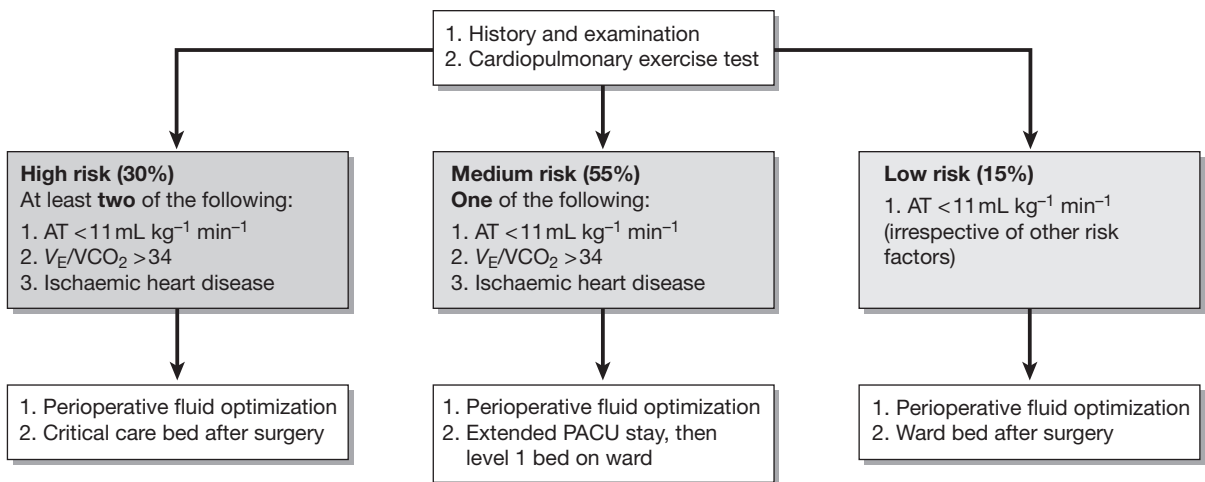 1. History and examination
2. Cardiopulmonary exercise test
High risk (30%)
At least two of the following:
1. AT <11 mL kg⁻¹ min⁻¹
2. VE/VCO₂ >34
3. Ischaemic heart disease
Medium risk (55%)
One of the following:
1. AT <11 mL kg⁻¹ min⁻¹
2. VE/VCO₂ >34
3. Ischaemic heart disease
Low risk (15%)
1. AT <11 mL kg⁻¹ min⁻¹
(irrespective of other risk
factors)
1. Perioperative fluid optimization
2. Critical care bed after surgery
1. Perioperative fluid optimization
2. Extended PACU stay, then
level 1 bed on ward
1. Perioperative fluid optimization
2. Ward bed after surgery